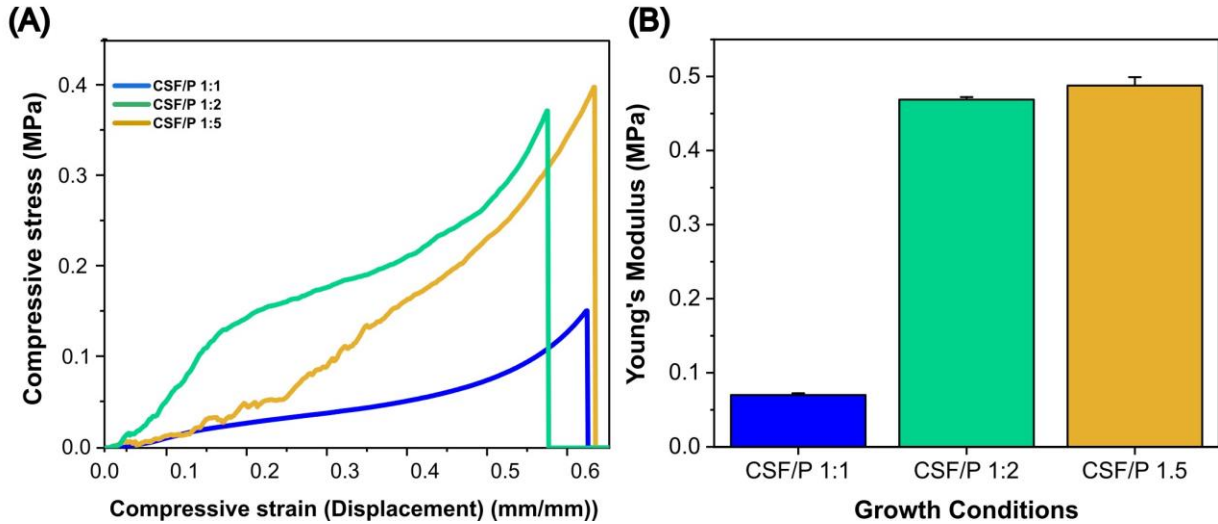 (A)
CSF/P 1:1
CSF/P 1:2
CSF/P 1:5
Compressive stress (MPa)
0.4
0.3
0.2
0.1
0.0
0.0 0.1 0.2 0.3 0.4 0.5 0.6
Compressive strain (Displacement) (mm/mm))
(B)
Young's Modulus (MPa)
0.5
0.4
0.3
0.2
0.1
0.0
CSF/P 1:1 CSF/P 1:2 CSF/P 1.5
Growth Conditions